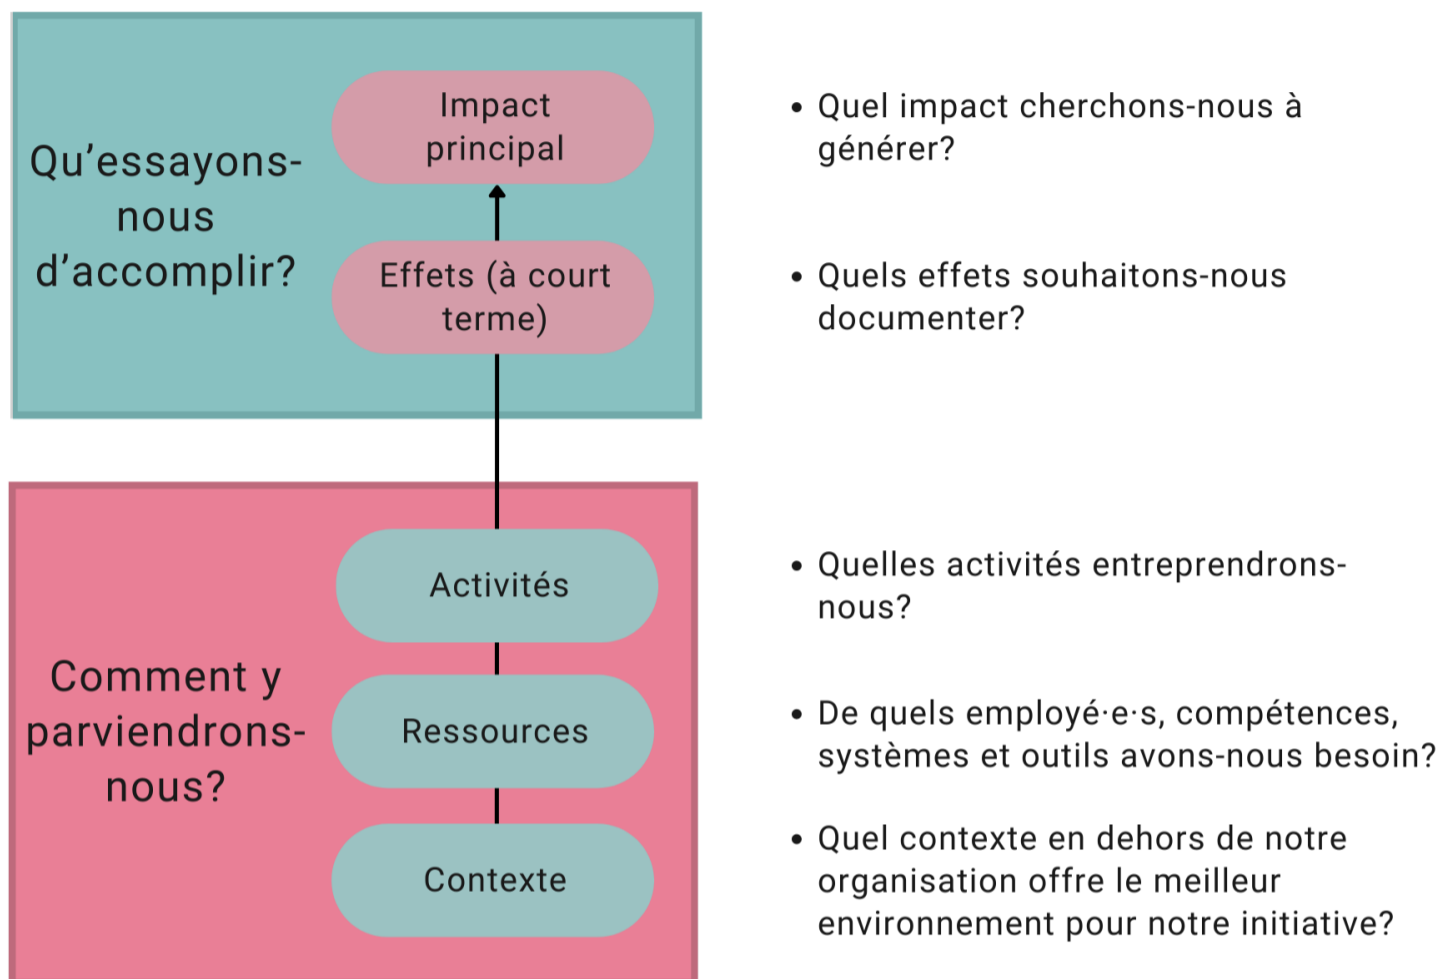 Qu'essayons-
nous
d'accomplir?
Impact
principal
Effets (à court
terme)
• Quel impact cherchons-nous à
générer?
• Quels effets souhaitons-nous
documenter?
Comment y
parviendrons-
nous?
Activités
Ressources
Contexte
• Quelles activités entreprendrons-
nous?
• De quels employé·e·s, compétences,
systèmes et outils avons-nous besoin?
• Quel contexte en dehors de notre
organisation offre le meilleur
environnement pour notre initiative?